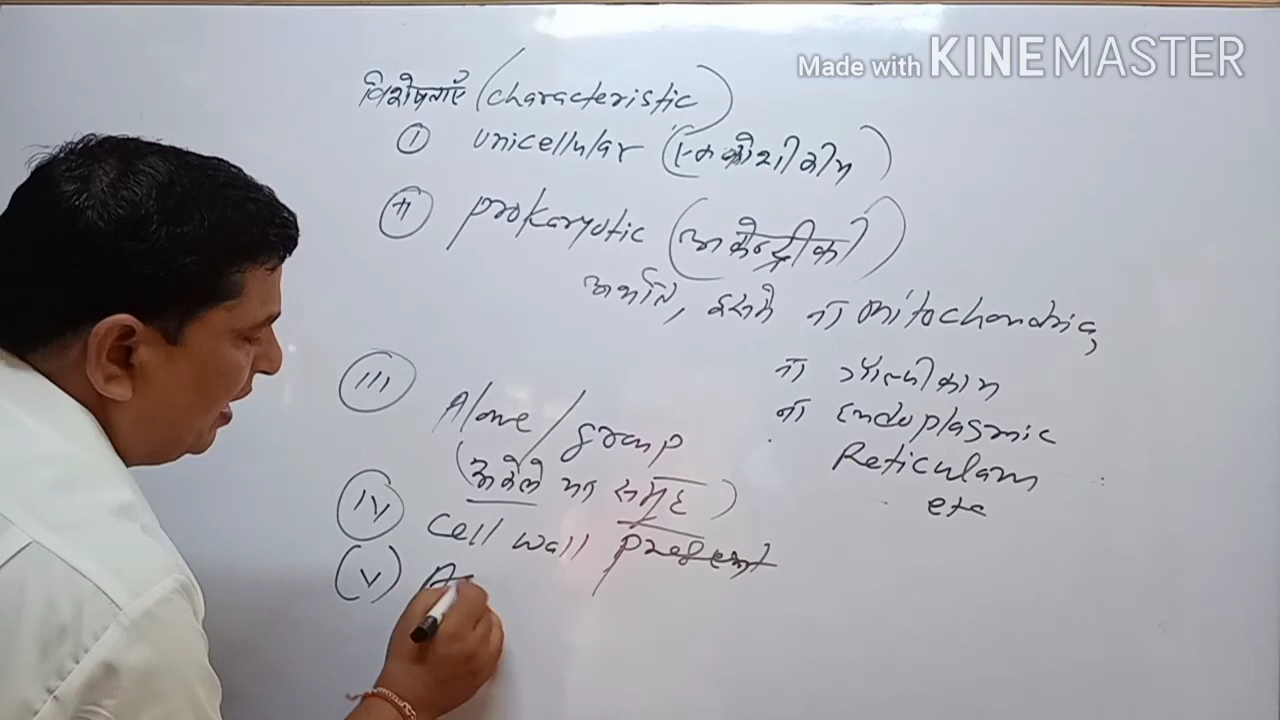 Made with KINEMASTER
विशेषताएँ (characteristic)
① unicellular (एककोशीकीय)
ii prokaryotic (अकेन्द्रीकी)
अर्थात, इसमे ना mitochondria,
ना गॉल्जीकाय
ना Endoplasmic
Reticulam
etc
iii Alone/group
(अकेले या समूह)
iv cell wall present
(v) A